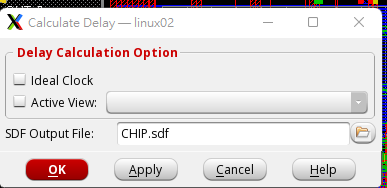 Calculate Delay — linux02
Delay Calculation Option
Ideal Clock
Active View:
SDF Output File: CHIP.sdf
OK Apply Cancel Help